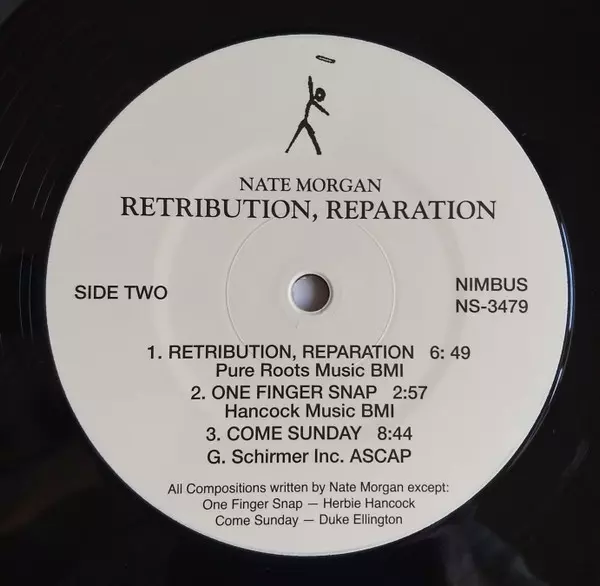 NATE MORGAN
RETRIBUTION, REPARATION
SIDE TWO
NIMBUS
NS-3479
1. RETRIBUTION, REPARATION 6: 49
Pure Roots Music BMI
2. ONE FINGER SNAP 2:57
Hancock Music BMI
3. COME SUNDAY 8:44
G. Schirmer Inc. ASCAP
All Compositions written by Nate Morgan except:
One Finger Snap — Herbie Hancock
Come Sunday — Duke Ellington